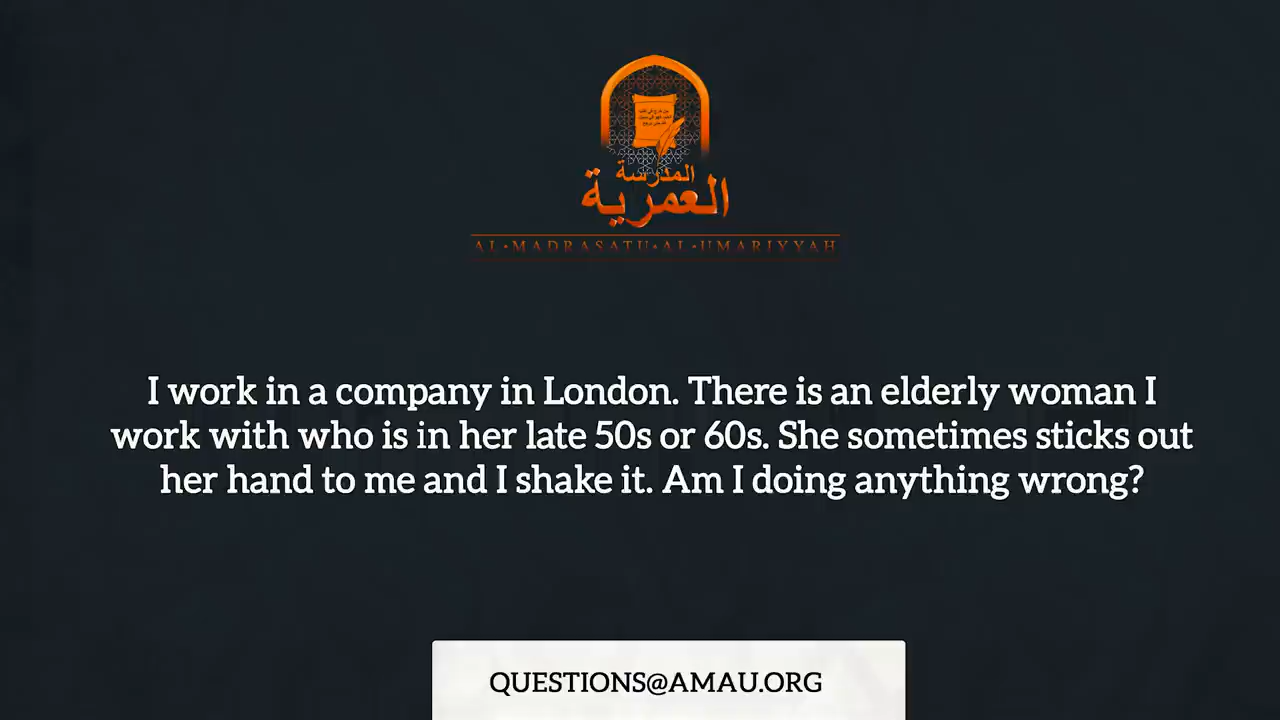 المدرسة
العمرية
AL•MADRASATU•AL•UMARIYYAH
I work in a company in London. There is an elderly woman I
work with who is in her late 50s or 60s. She sometimes sticks out
her hand to me and I shake it. Am I doing anything wrong?
QUESTIONS@AMAU.ORG